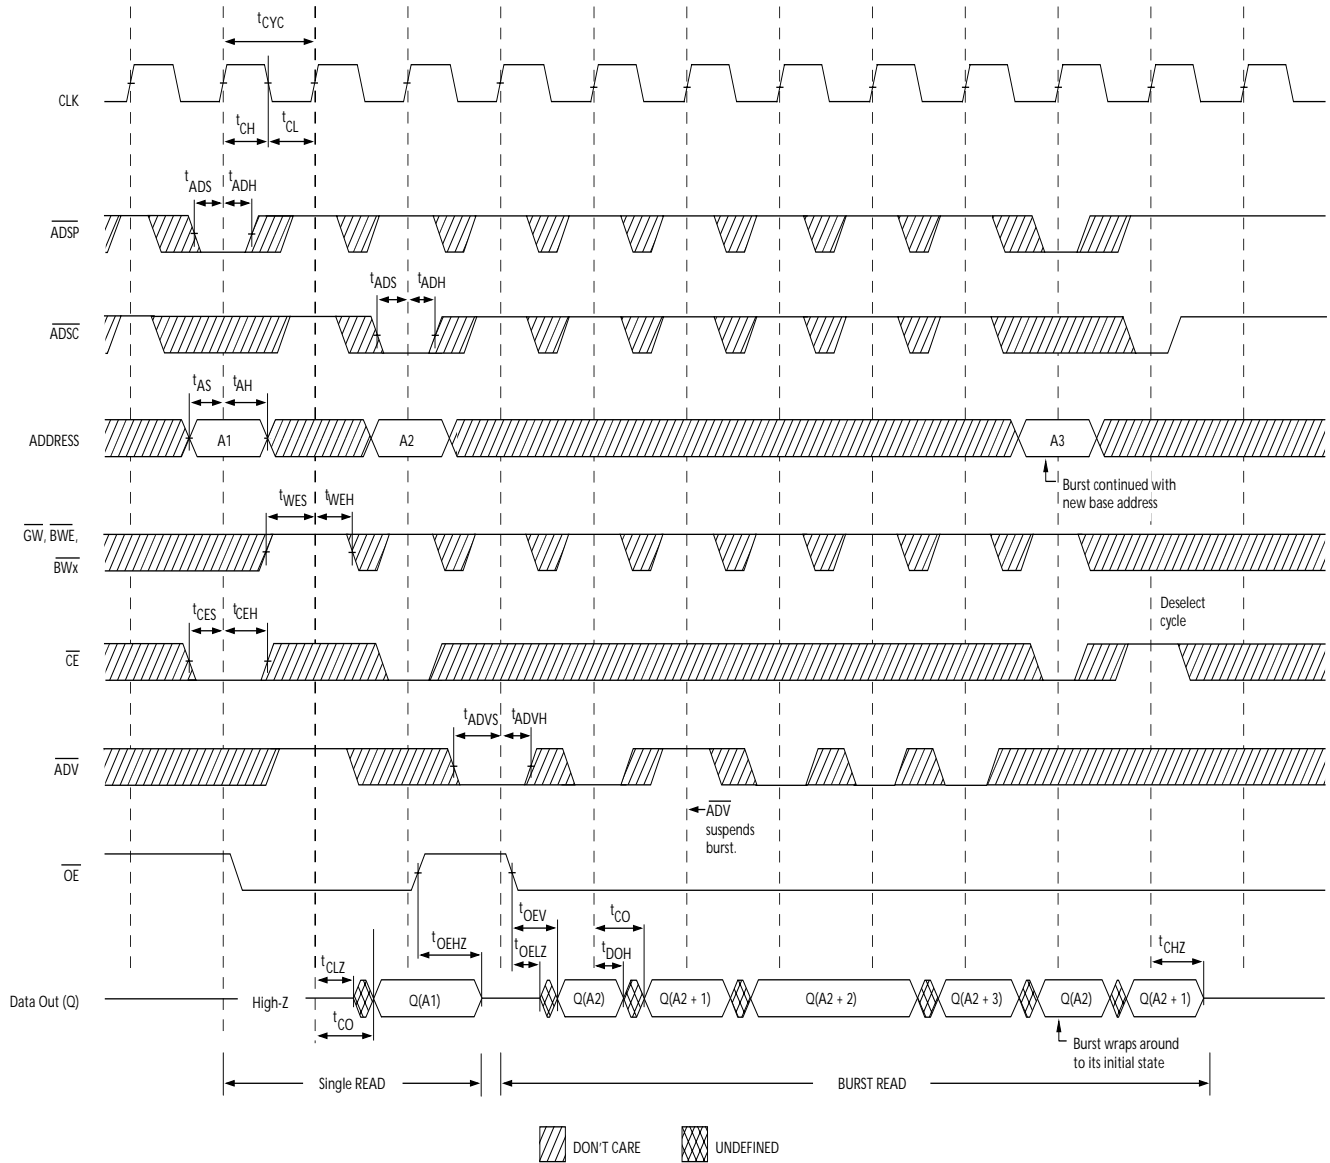 tCYC
CLK
tCH
tCL
tADS
tADH
ADSP
tADS
tADH
ADSC
tAS
tAH
ADDRESS
A1
A2
A3
Burst continued with
new base address
tWES
tWEH
GW, BWE,
BWx
Deselect
cycle
tCES
tCEH
CE
tADVS
tADVH
ADV
ADV
suspends
burst.
OE
tOEV
tCO
tOEHZ
tOELZ
tDOH
tCHZ
tCLZ
Data Out (Q)
High-Z
Q(A1)
Q(A2)
Q(A2 + 1)
Q(A2 + 2)
Q(A2 + 3)
Q(A2)
Q(A2 + 1)
tCO
Burst wraps around
to its initial state
Single READ
BURST READ
DON'T CARE
UNDEFINED